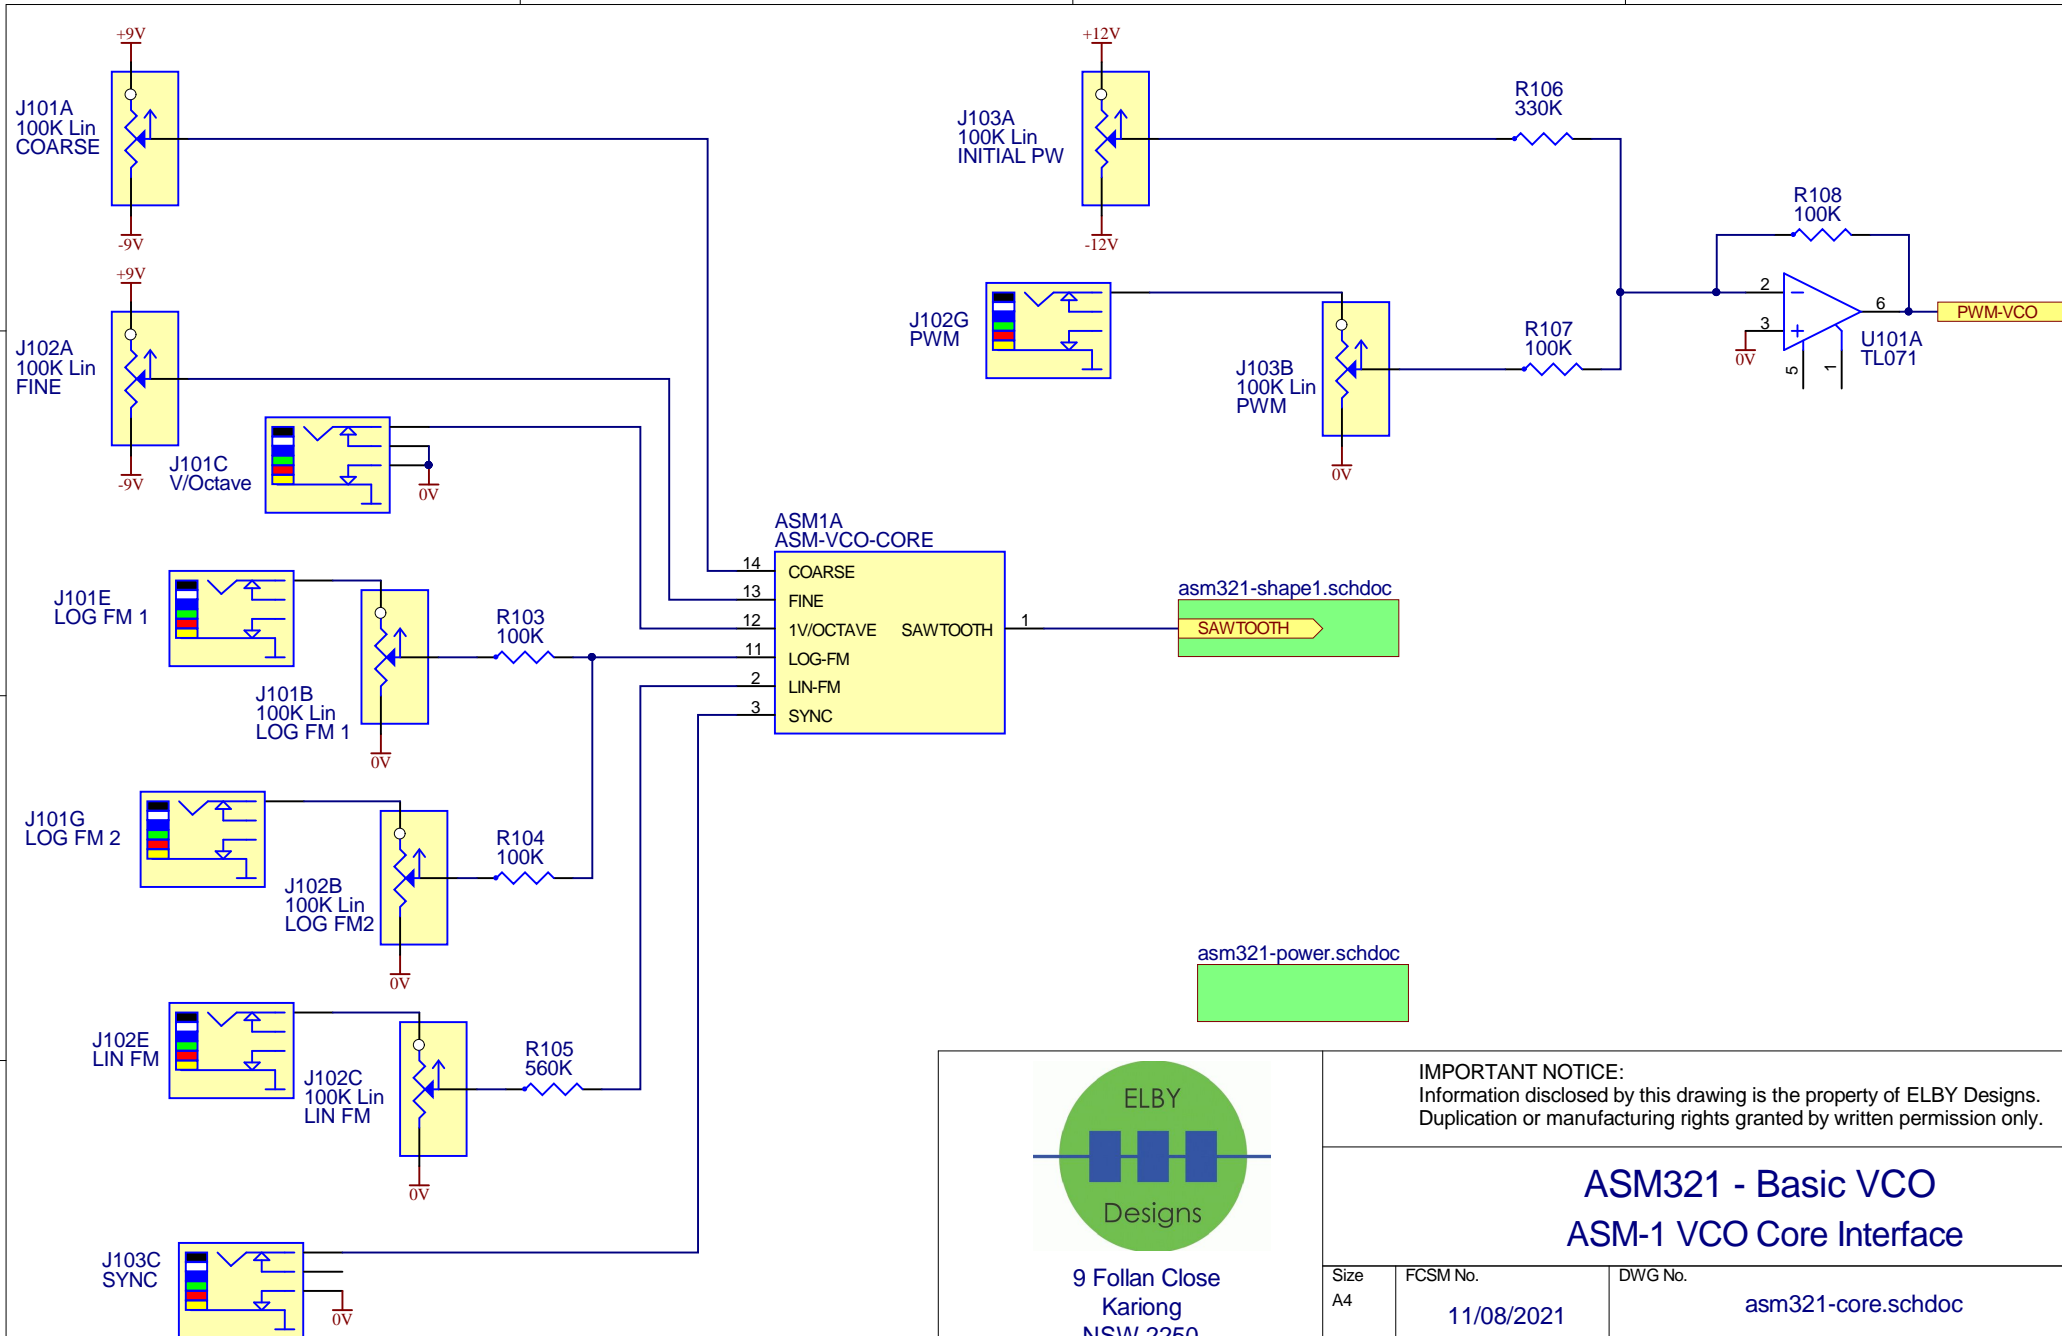 +9V
J101A
100K Lin
COARSE
-9V
+9V
J102A
100K Lin
FINE
-9V
J101C
V/Octave
0V
J101E
LOG FM 1
J101B
100K Lin
LOG FM 1
0V
R103
100K
J101G
LOG FM 2
J102B
100K Lin
LOG FM2
0V
R104
100K
J102E
LIN FM
J102C
100K Lin
LIN FM
0V
R105
560K
J103C
SYNC
0V
ASM1A
ASM-VCO-CORE
14 COARSE
13 FINE
12 1V/OCTAVE SAWTOOTH 1
11 LOG-FM
2 LIN-FM
3 SYNC
asm321-shape1.schdoc
SAWTOOTH
+12V
J103A
100K Lin
INITIAL PW
-12V
R106
330K
J102G
PWM
J103B
100K Lin
PWM
0V
R107
100K
R108
100K
2
3
6
5
1
0V
U101A
TL071
PWM-VCO
asm321-power.schdoc
ELBY
Designs
9 Follan Close
Kariong
NSW 2250
IMPORTANT NOTICE:
Information disclosed by this drawing is the property of ELBY Designs.
Duplication or manufacturing rights granted by written permission only.
ASM321 - Basic VCO
ASM-1 VCO Core Interface
Size
A4
FCSM No.
11/08/2021
DWG No.
asm321-core.schdoc